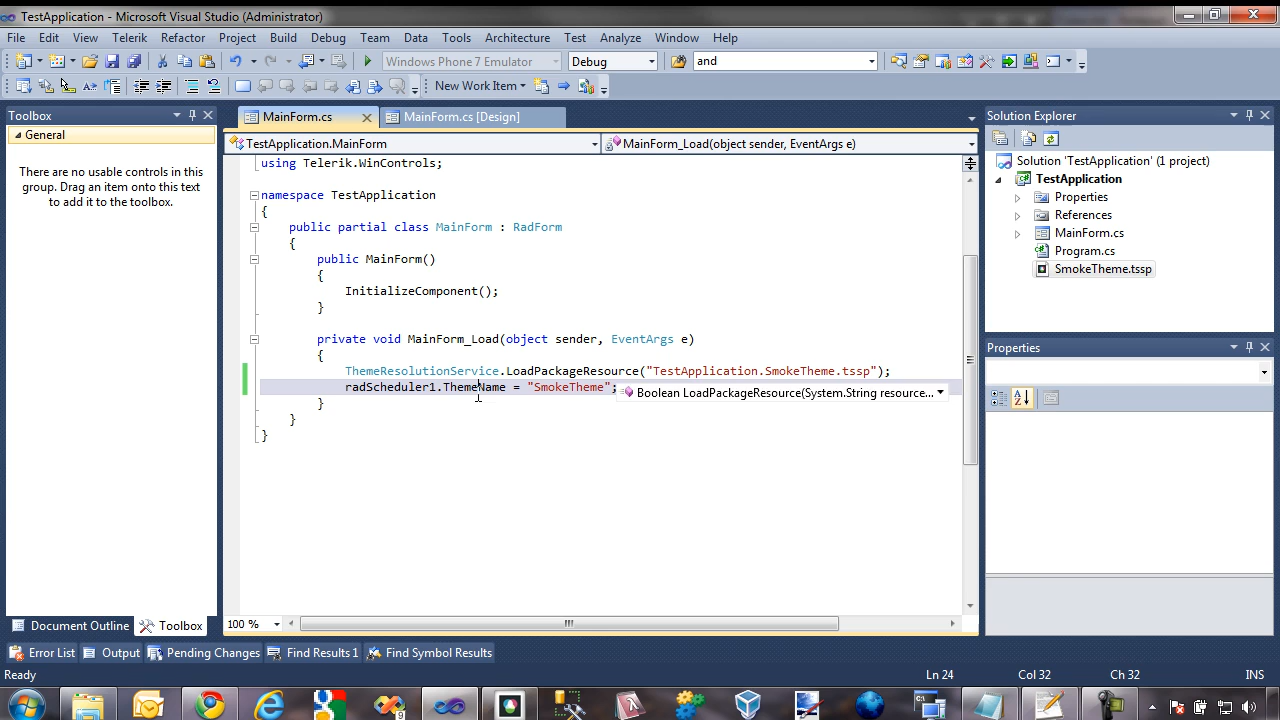 TestApplication - Microsoft Visual Studio (Administrator)
File Edit View Telerik Refactor Project Build Debug Team Data Tools Architecture Test Analyze Window Help
Windows Phone 7 Emulator Debug and
New Work Item
Toolbox
General
There are no usable controls in this
group. Drag an item onto this text
to add it to the toolbox.
Document Outline Toolbox
MainForm.cs MainForm.cs [Design]
TestApplication.MainForm MainForm_Load(object sender, EventArgs e)
using Telerik.WinControls;
namespace TestApplication
{
public partial class MainForm : RadForm
{
public MainForm()
{
InitializeComponent();
}
private void MainForm_Load(object sender, EventArgs e)
{
ThemeResolutionService.LoadPackageResource("TestApplication.SmokeTheme.tssp");
radScheduler1.ThemeName = "SmokeTheme"; Boolean LoadPackageResource(System.String resource...
}
}
}
100 %
Solution Explorer
Solution 'TestApplication' (1 project)
TestApplication
Properties
References
MainForm.cs
Program.cs
SmokeTheme.tssp
Properties
Error List Output Pending Changes Find Results 1 Find Symbol Results
Ready Ln 24 Col 32 Ch 32 INS
9